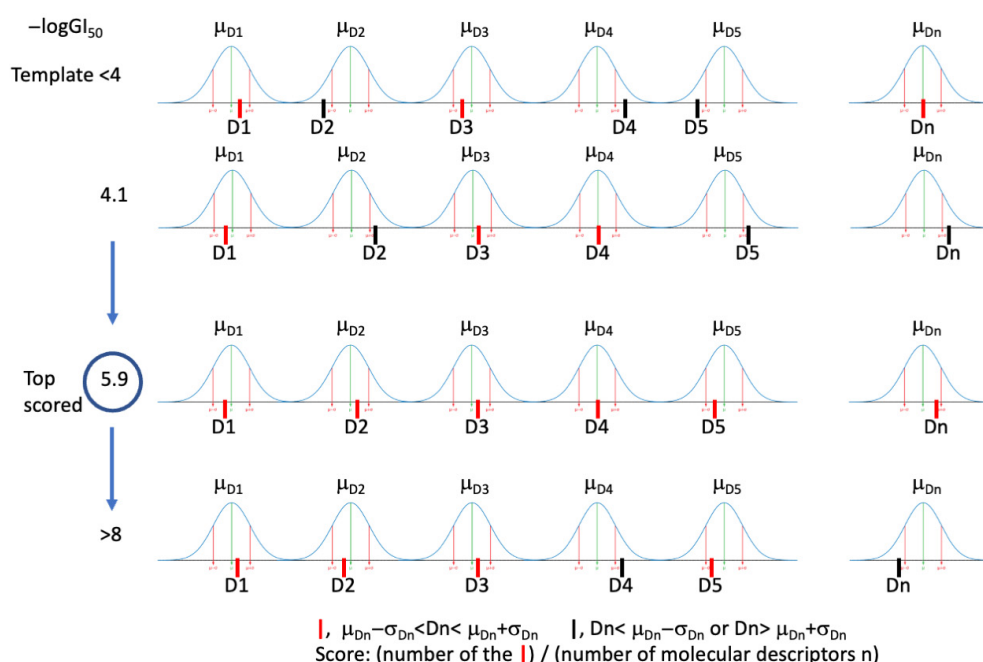 –logGI50
μD1 μD2 μD3 μD4 μD5 μDn
Template <4
D1 D2 D3 D4 D5 Dn
μD1 μD2 μD3 μD4 μD5 μDn
4.1
D1 D2 D3 D4 D5 Dn
μD1 μD2 μD3 μD4 μD5 μDn
Top scored
5.9
D1 D2 D3 D4 D5 Dn
μD1 μD2 μD3 μD4 μD5 μDn
>8
D1 D2 D3 D4 D5 Dn
|, μDn–σDn<Dn< μDn+σDn |, Dn< μDn–σDn or Dn> μDn+σDn
Score: (number of the |) / (number of molecular descriptors n)